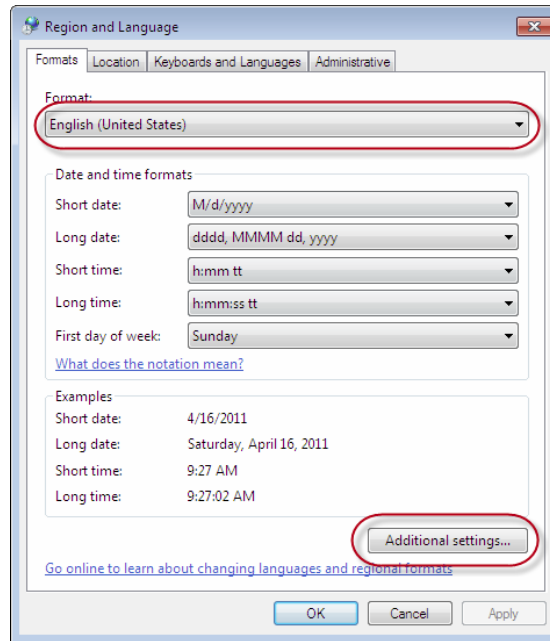 Region and Language
Formats Location Keyboards and Languages Administrative
Format:
English (United States)
Date and time formats
Short date: M/d/yyyy
Long date: dddd, MMMM dd, yyyy
Short time: h:mm tt
Long time: h:mm:ss tt
First day of week: Sunday
What does the notation mean?
Examples
Short date: 4/16/2011
Long date: Saturday, April 16, 2011
Short time: 9:27 AM
Long time: 9:27:02 AM
Additional settings...
Go online to learn about changing languages and regional formats
OK Cancel Apply